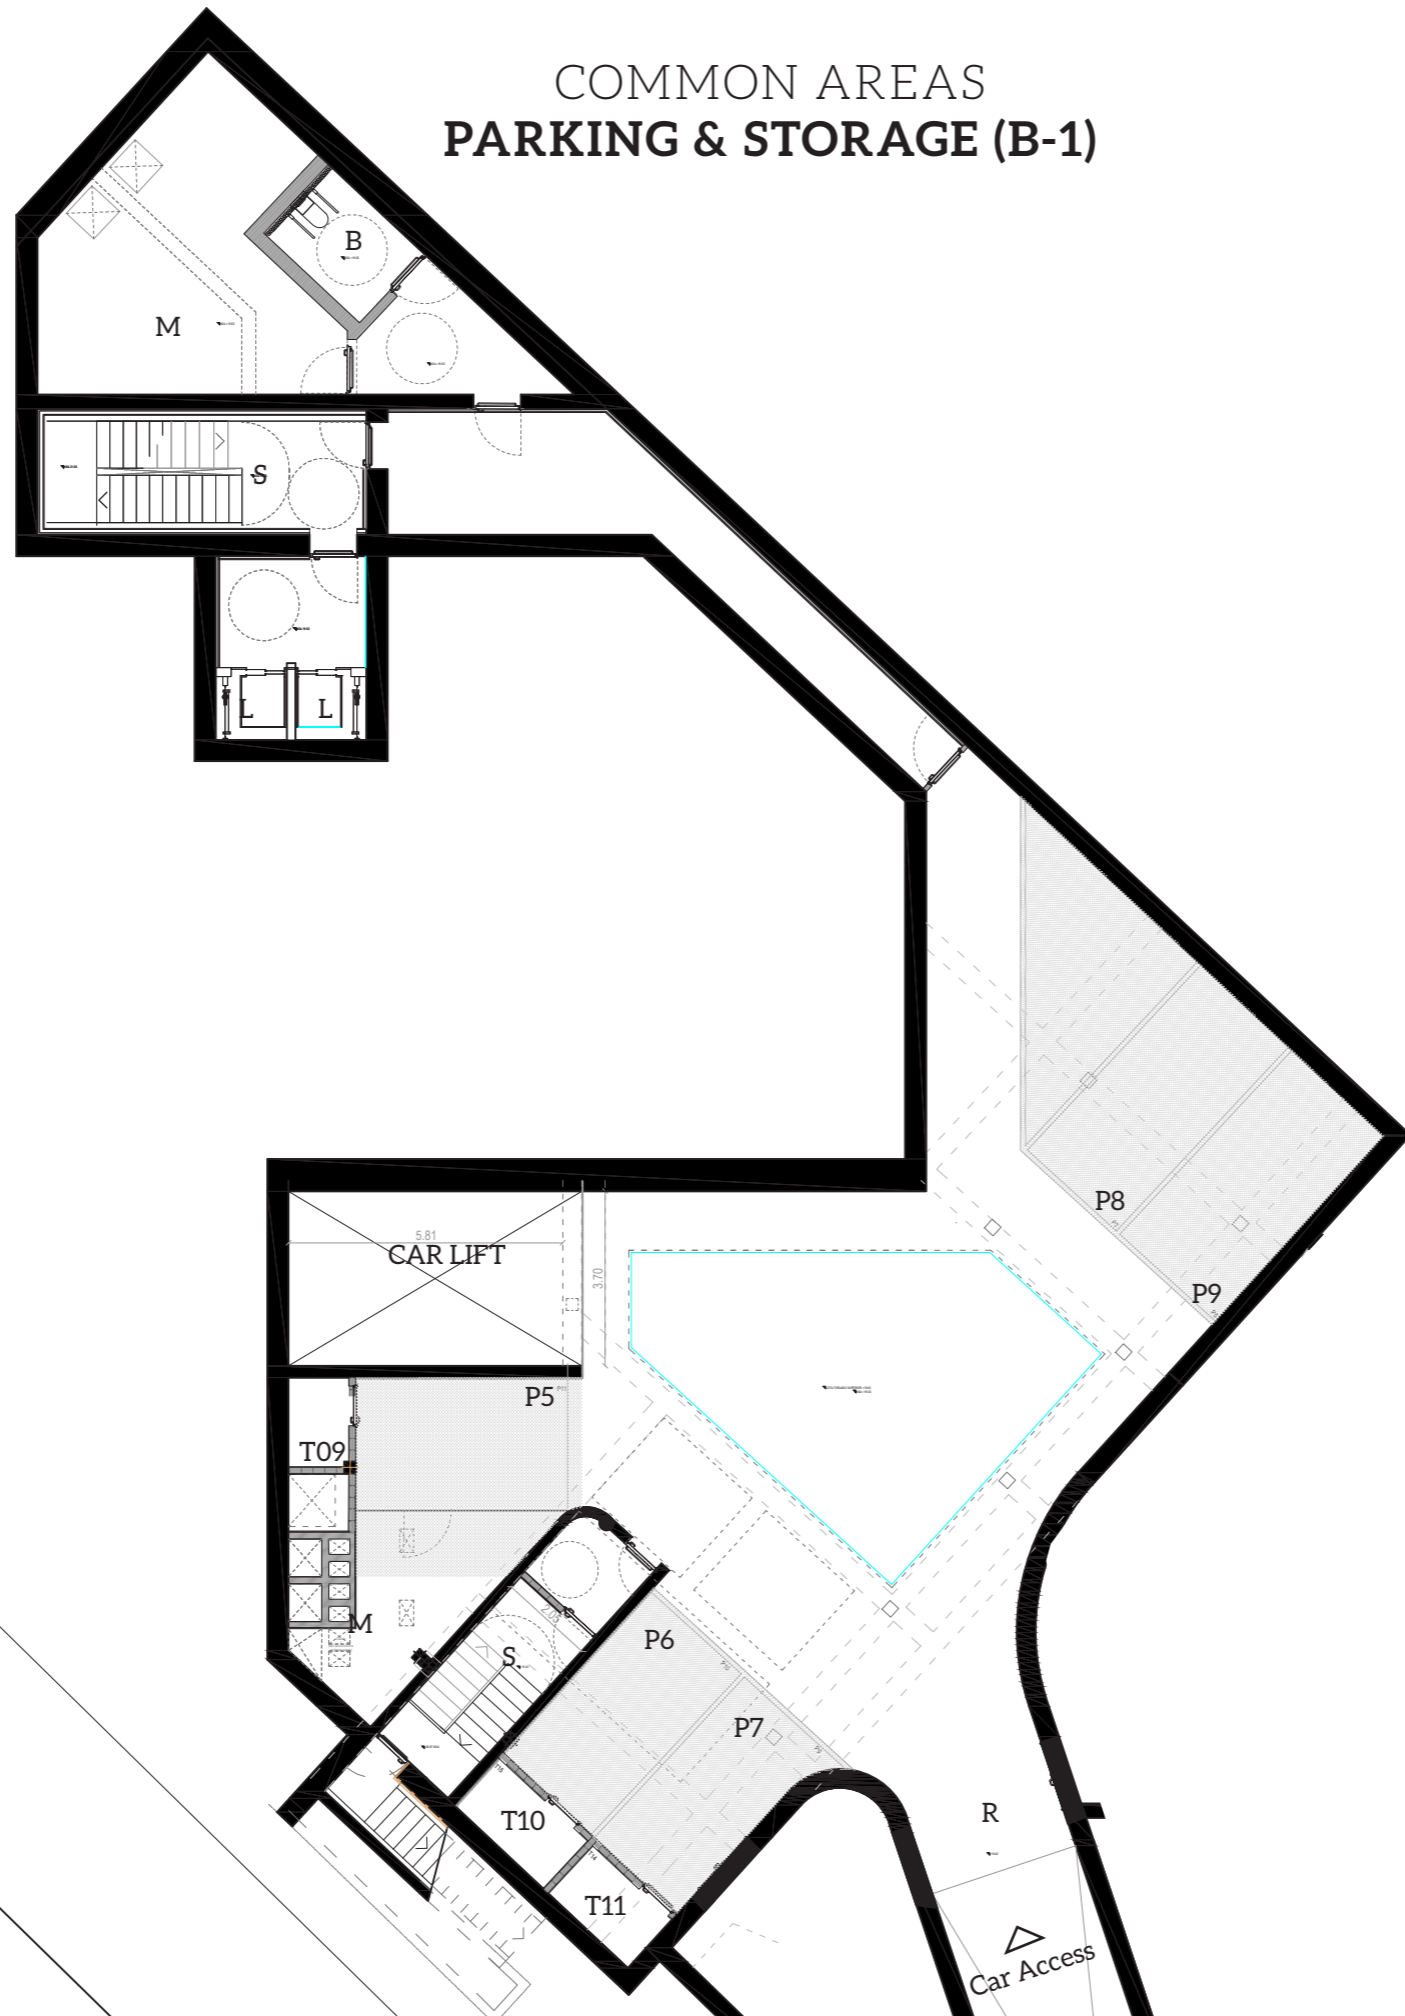 COMMON AREAS
PARKING & STORAGE (B-1)
B
M
S
L
L
P8
P9
5.81
CAR LIFT
3.70
P5
T09
M
S
P6
P7
T10
T11
R
Car Access